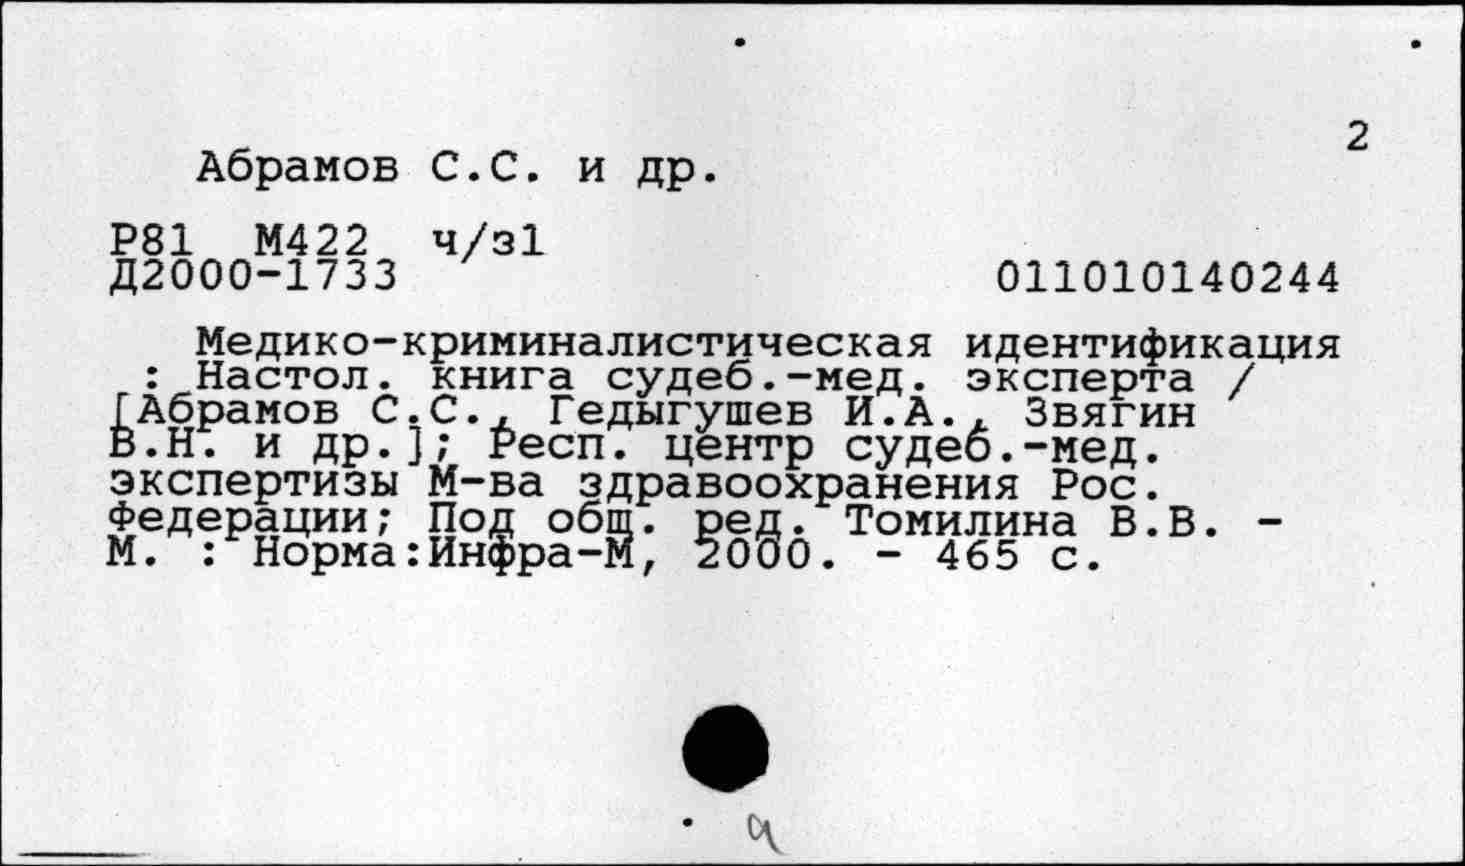 2
Абрамов С.С. и др.
Р81 М422 ч/з1
Д2000-1733 011010140244
Медико-криминалистическая идентификация
: Настол. книга судеб.-мед. эксперта /
[Абрамов С.С., Гедыгушев И.А., Звягин
В.Н. и др.]; Респ. центр судеб.-мед.
экспертизы М-ва здравоохранения Рос.
Федерации; Под общ. ред. Томилина В.В. -
М. : Норма:Инфра-М, 2000. - 465 с.